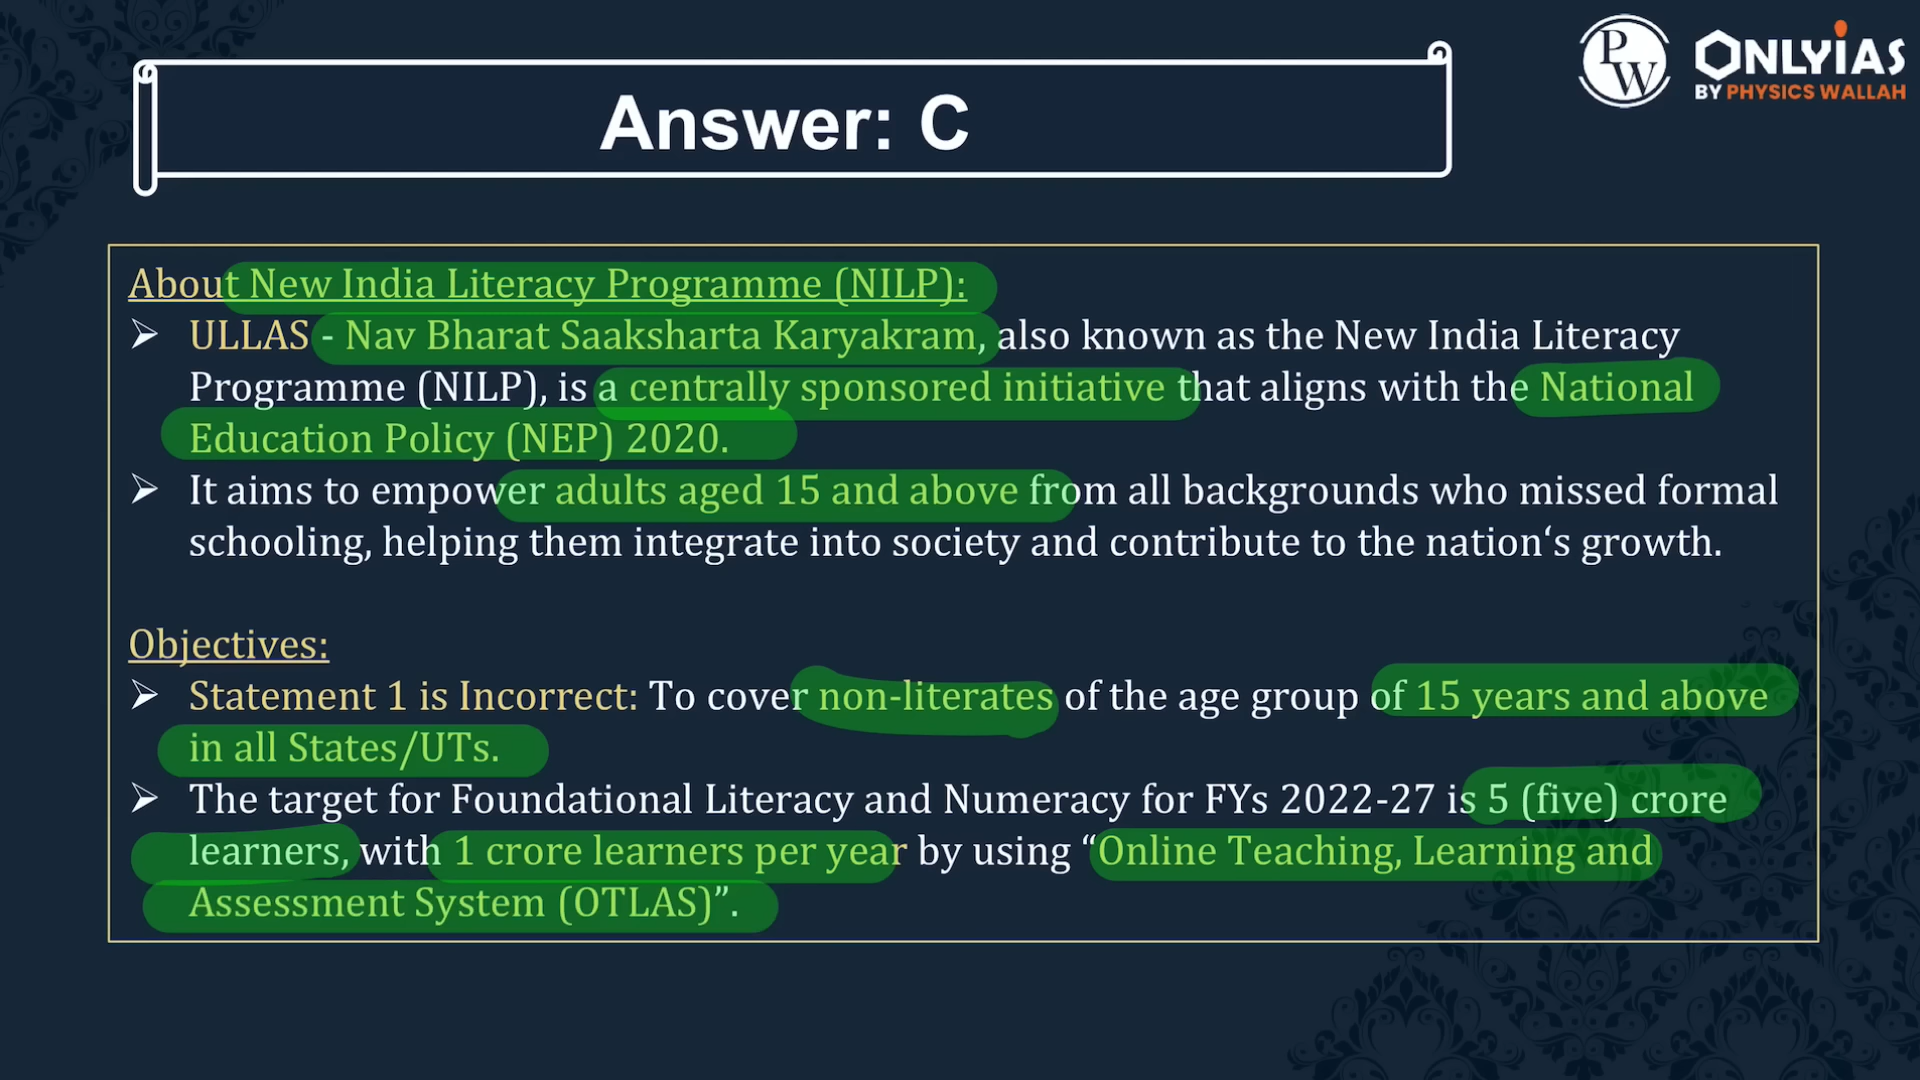 PW ONLYIAS
BY PHYSICS WALLAH
Answer: C
About New India Literacy Programme (NILP):
➢ ULLAS - Nav Bharat Saaksharta Karyakram, also known as the New India Literacy
Programme (NILP), is a centrally sponsored initiative that aligns with the National
Education Policy (NEP) 2020.
➢ It aims to empower adults aged 15 and above from all backgrounds who missed formal
schooling, helping them integrate into society and contribute to the nation‘s growth.
Objectives:
➢ Statement 1 is Incorrect: To cover non-literates of the age group of 15 years and above
in all States/UTs.
➢ The target for Foundational Literacy and Numeracy for FYs 2022-27 is 5 (five) crore
learners, with 1 crore learners per year by using “Online Teaching, Learning and
Assessment System (OTLAS)”.